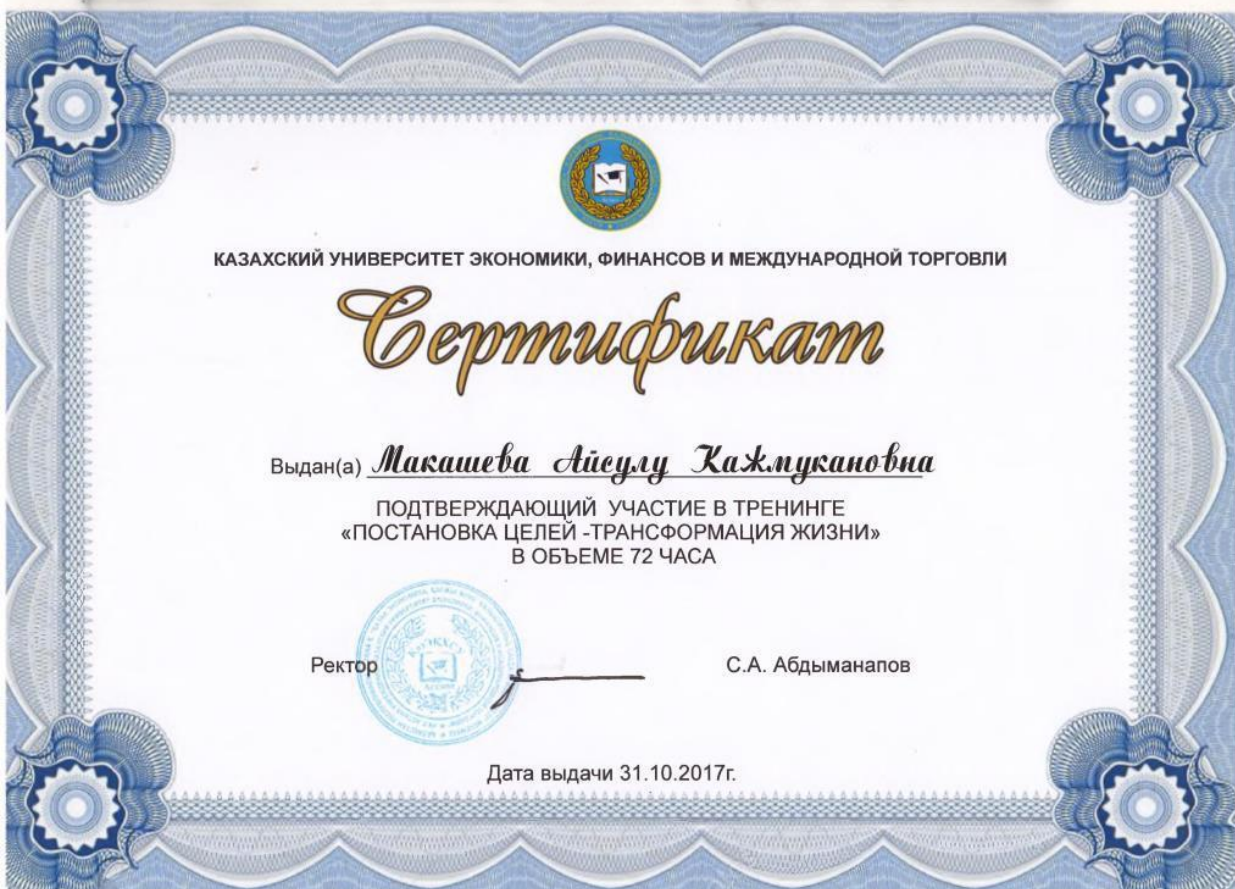 КАЗАХСКИЙ УНИВЕРСИТЕТ ЭКОНОМИКИ, ФИНАНСОВ И МЕЖДУНАРОДНОЙ ТОРГОВЛИ
Сертификат
Выдан(а) Макашева Айсулу Кажмукановна
ПОДТВЕРЖДАЮЩИЙ УЧАСТИЕ В ТРЕНИНГЕ
«ПОСТАНОВКА ЦЕЛЕЙ -ТРАНСФОРМАЦИЯ ЖИЗНИ»
В ОБЪЕМЕ 72 ЧАСА
Ректор С.А. Абдыманапов
Дата выдачи 31.10.2017г.